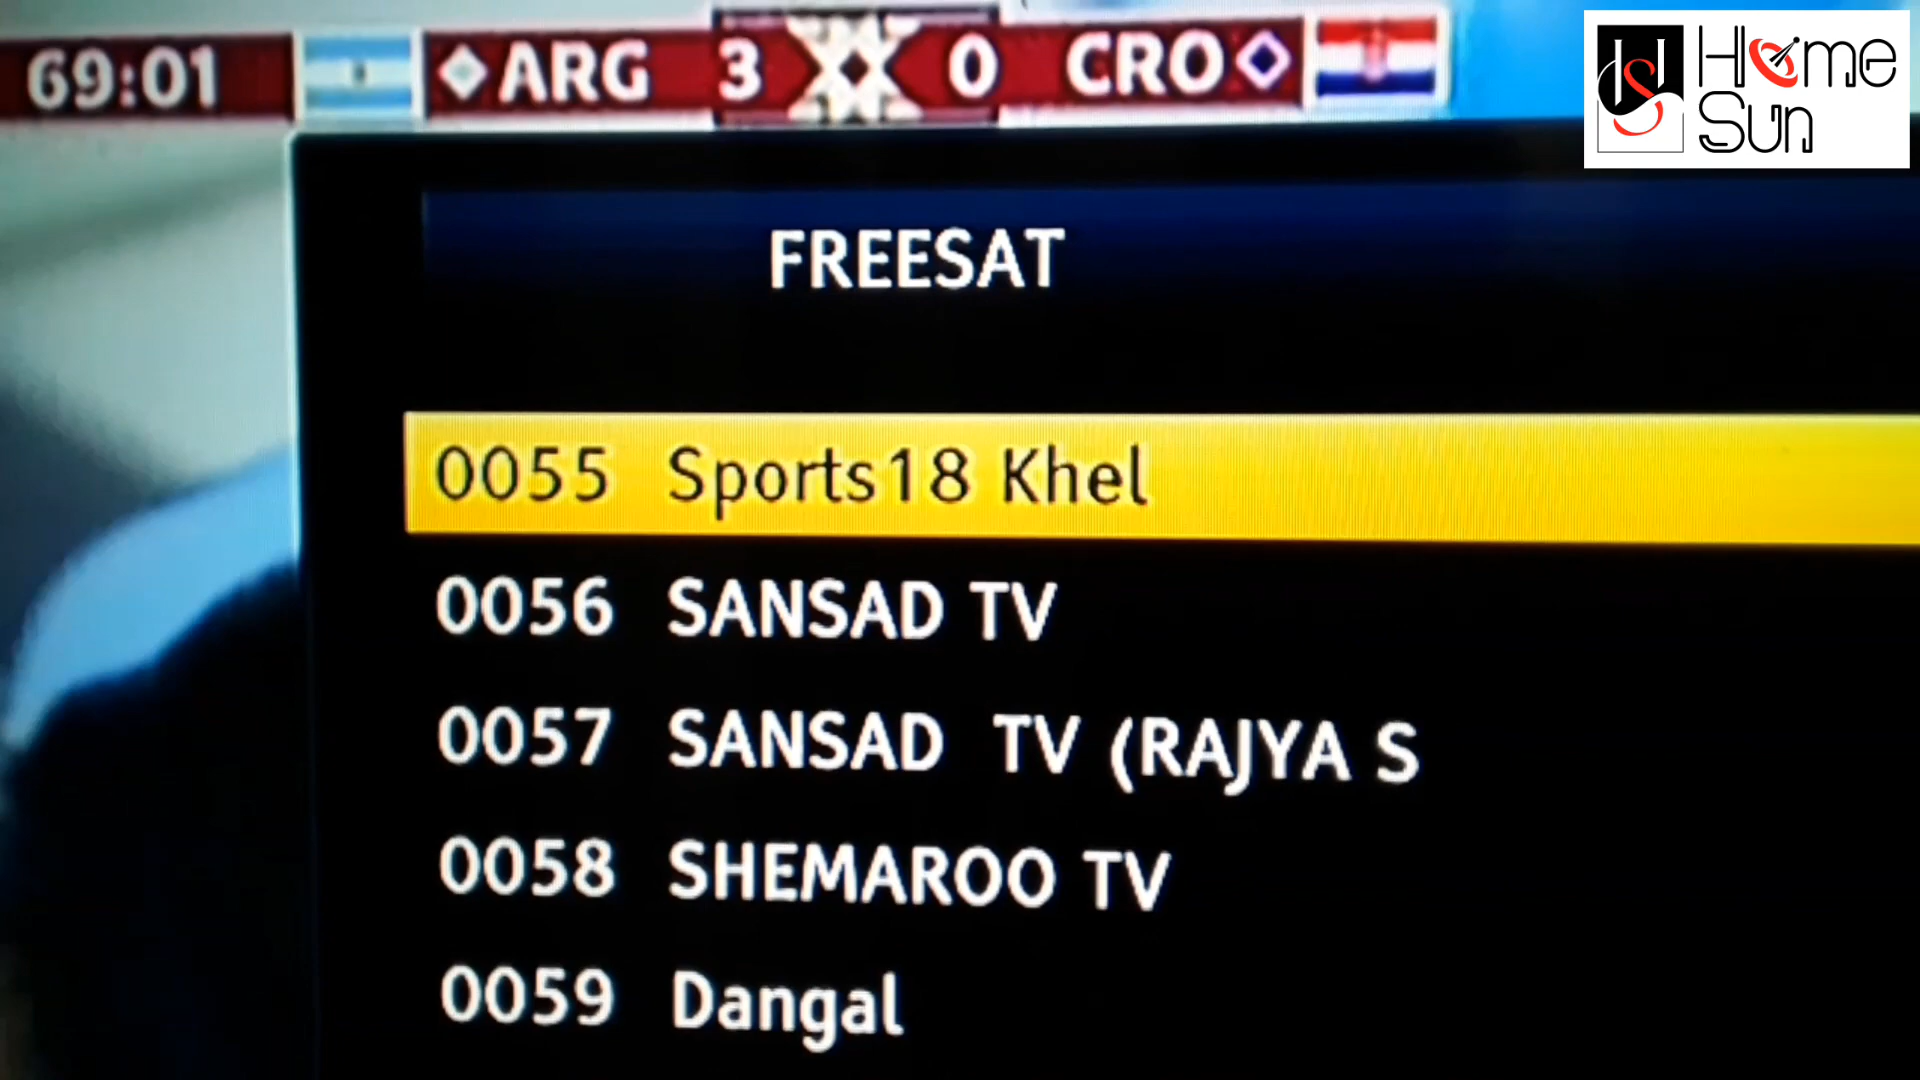 69:01 ARG 3 0 CRO
Home
Sun
FREESAT
0055 Sports18 Khel
0056 SANSAD TV
0057 SANSAD TV (RAJYA S
0058 SHEMAROO TV
0059 Dangal